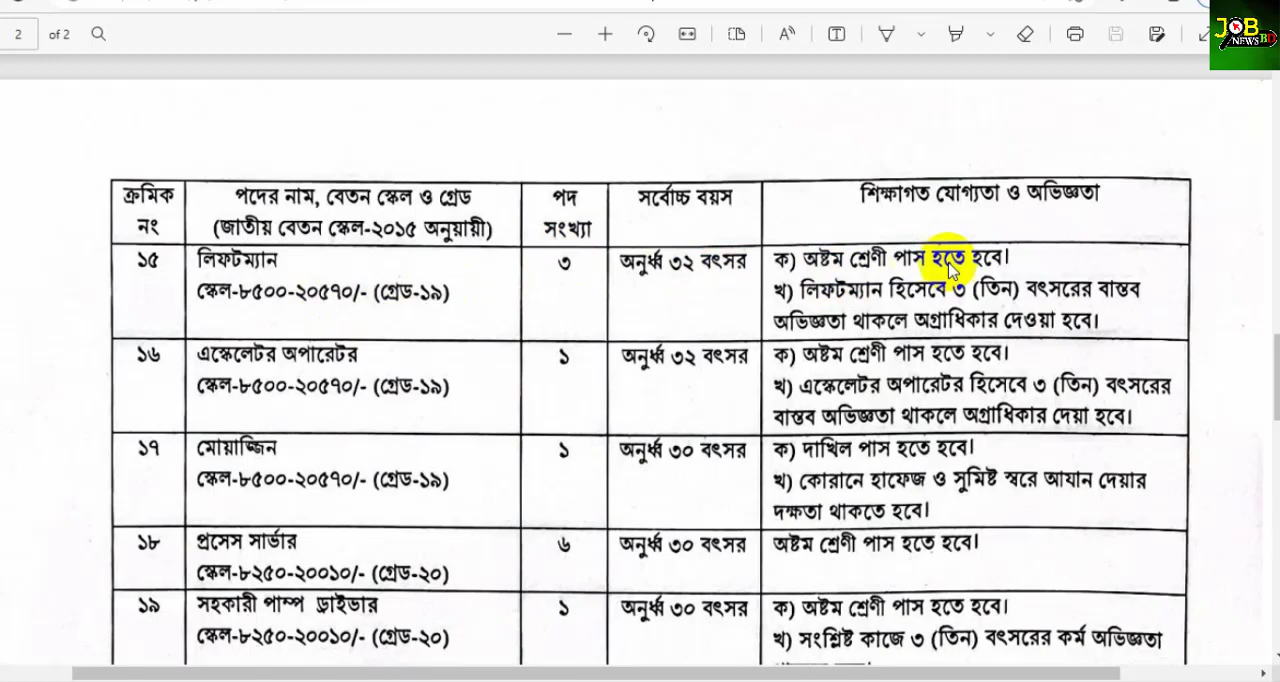 2 of 2
JOB
NEWS BD
ক্রমিক নং
পদের নাম, বেতন স্কেল ও গ্রেড
(জাতীয় বেতন স্কেল-২০১৫ অনুযায়ী)
পদ সংখ্যা
সর্বোচ্চ বয়স
শিক্ষাগত যোগ্যতা ও অভিজ্ঞতা
১৫
লিফটম্যান
স্কেল-৮৫০০-২০৫৭০/- (গ্রেড-১৯)
৩
অনুর্ধ্ব ৩২ বৎসর
ক) অষ্টম শ্রেণী পাস হতে হবে।
খ) লিফটম্যান হিসেবে ৩ (তিন) বৎসরের বাস্তব
অভিজ্ঞতা থাকলে অগ্রাধিকার দেওয়া হবে।
১৬
এস্কেলেটর অপারেটর
স্কেল-৮৫০০-২০৫৭০/- (গ্রেড-১৯)
১
অনুর্ধ্ব ৩২ বৎসর
ক) অষ্টম শ্রেণী পাস হতে হবে।
খ) এস্কেলেটর অপারেটর হিসেবে ৩ (তিন) বৎসরের
বাস্তব অভিজ্ঞতা থাকলে অগ্রাধিকার দেয়া হবে।
১৭
মোয়াজ্জিন
স্কেল-৮৫০০-২০৫৭০/- (গ্রেড-১৯)
১
অনুর্ধ্ব ৩০ বৎসর
ক) দাখিল পাস হতে হবে।
খ) কোরানে হাফেজ ও সুমিষ্ট স্বরে আযান দেয়ার
দক্ষতা থাকতে হবে।
১৮
প্রসেস সার্ভার
স্কেল-৮২৫০-২০০১০/- (গ্রেড-২০)
৬
অনুর্ধ্ব ৩০ বৎসর
অষ্টম শ্রেণী পাস হতে হবে।
১৯
সহকারী পাম্প ড্রাইভার
স্কেল-৮২৫০-২০০১০/- (গ্রেড-২০)
১
অনুর্ধ্ব ৩০ বৎসর
ক) অষ্টম শ্রেণী পাস হতে হবে।
খ) সংশ্লিষ্ট কাজে ৩ (তিন) বৎসরের কর্ম অভিজ্ঞতা